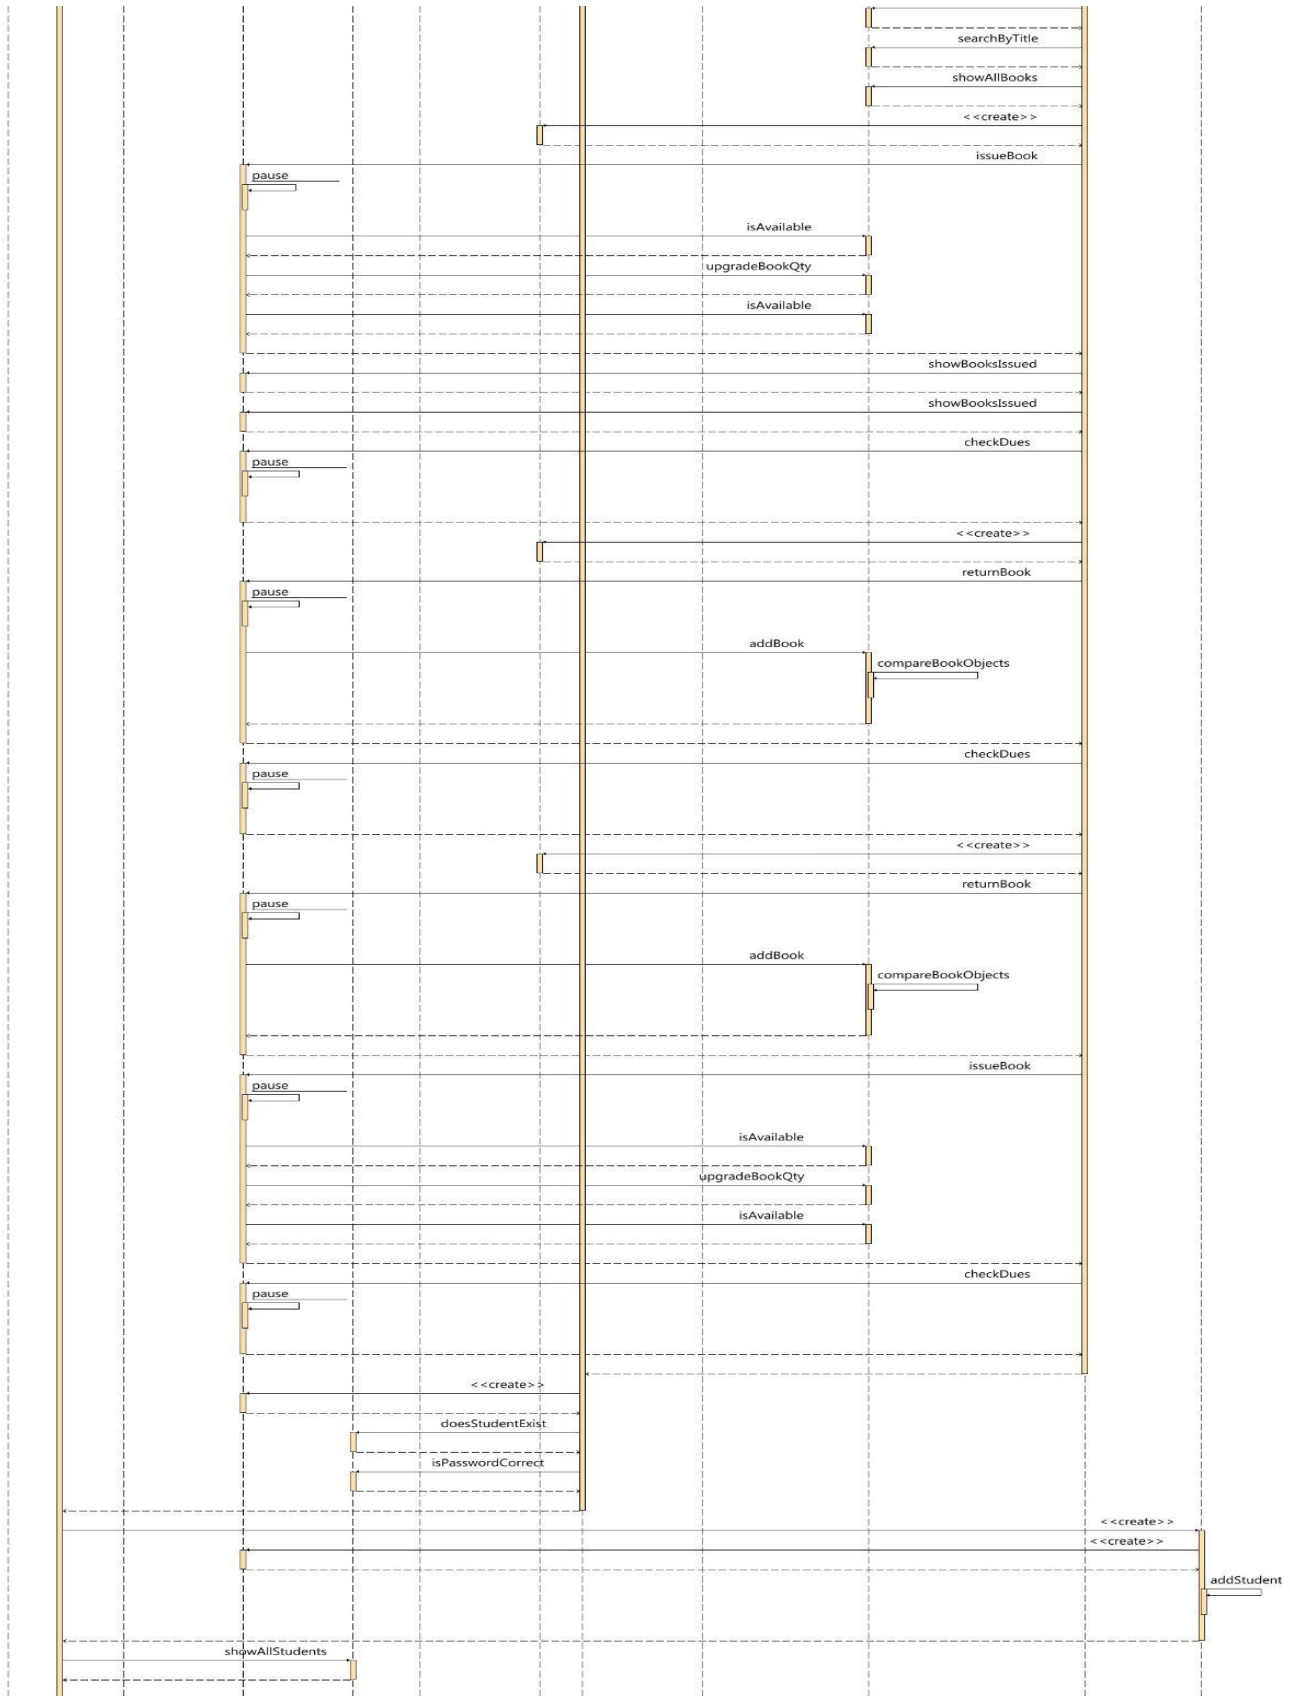 searchByTitle
showAllBooks
<<create>>
issueBook
pause
isAvailable
upgradeBookQty
isAvailable
showBooksIssued
showBooksIssued
checkDues
pause
<<create>>
returnBook
pause
addBook
compareBookObjects
checkDues
pause
<<create>>
returnBook
pause
addBook
compareBookObjects
issueBook
pause
isAvailable
upgradeBookQty
isAvailable
checkDues
pause
<<create>>
doesStudentExist
isPasswordCorrect
<<create>>
<<create>>
addStudent
showAllStudents